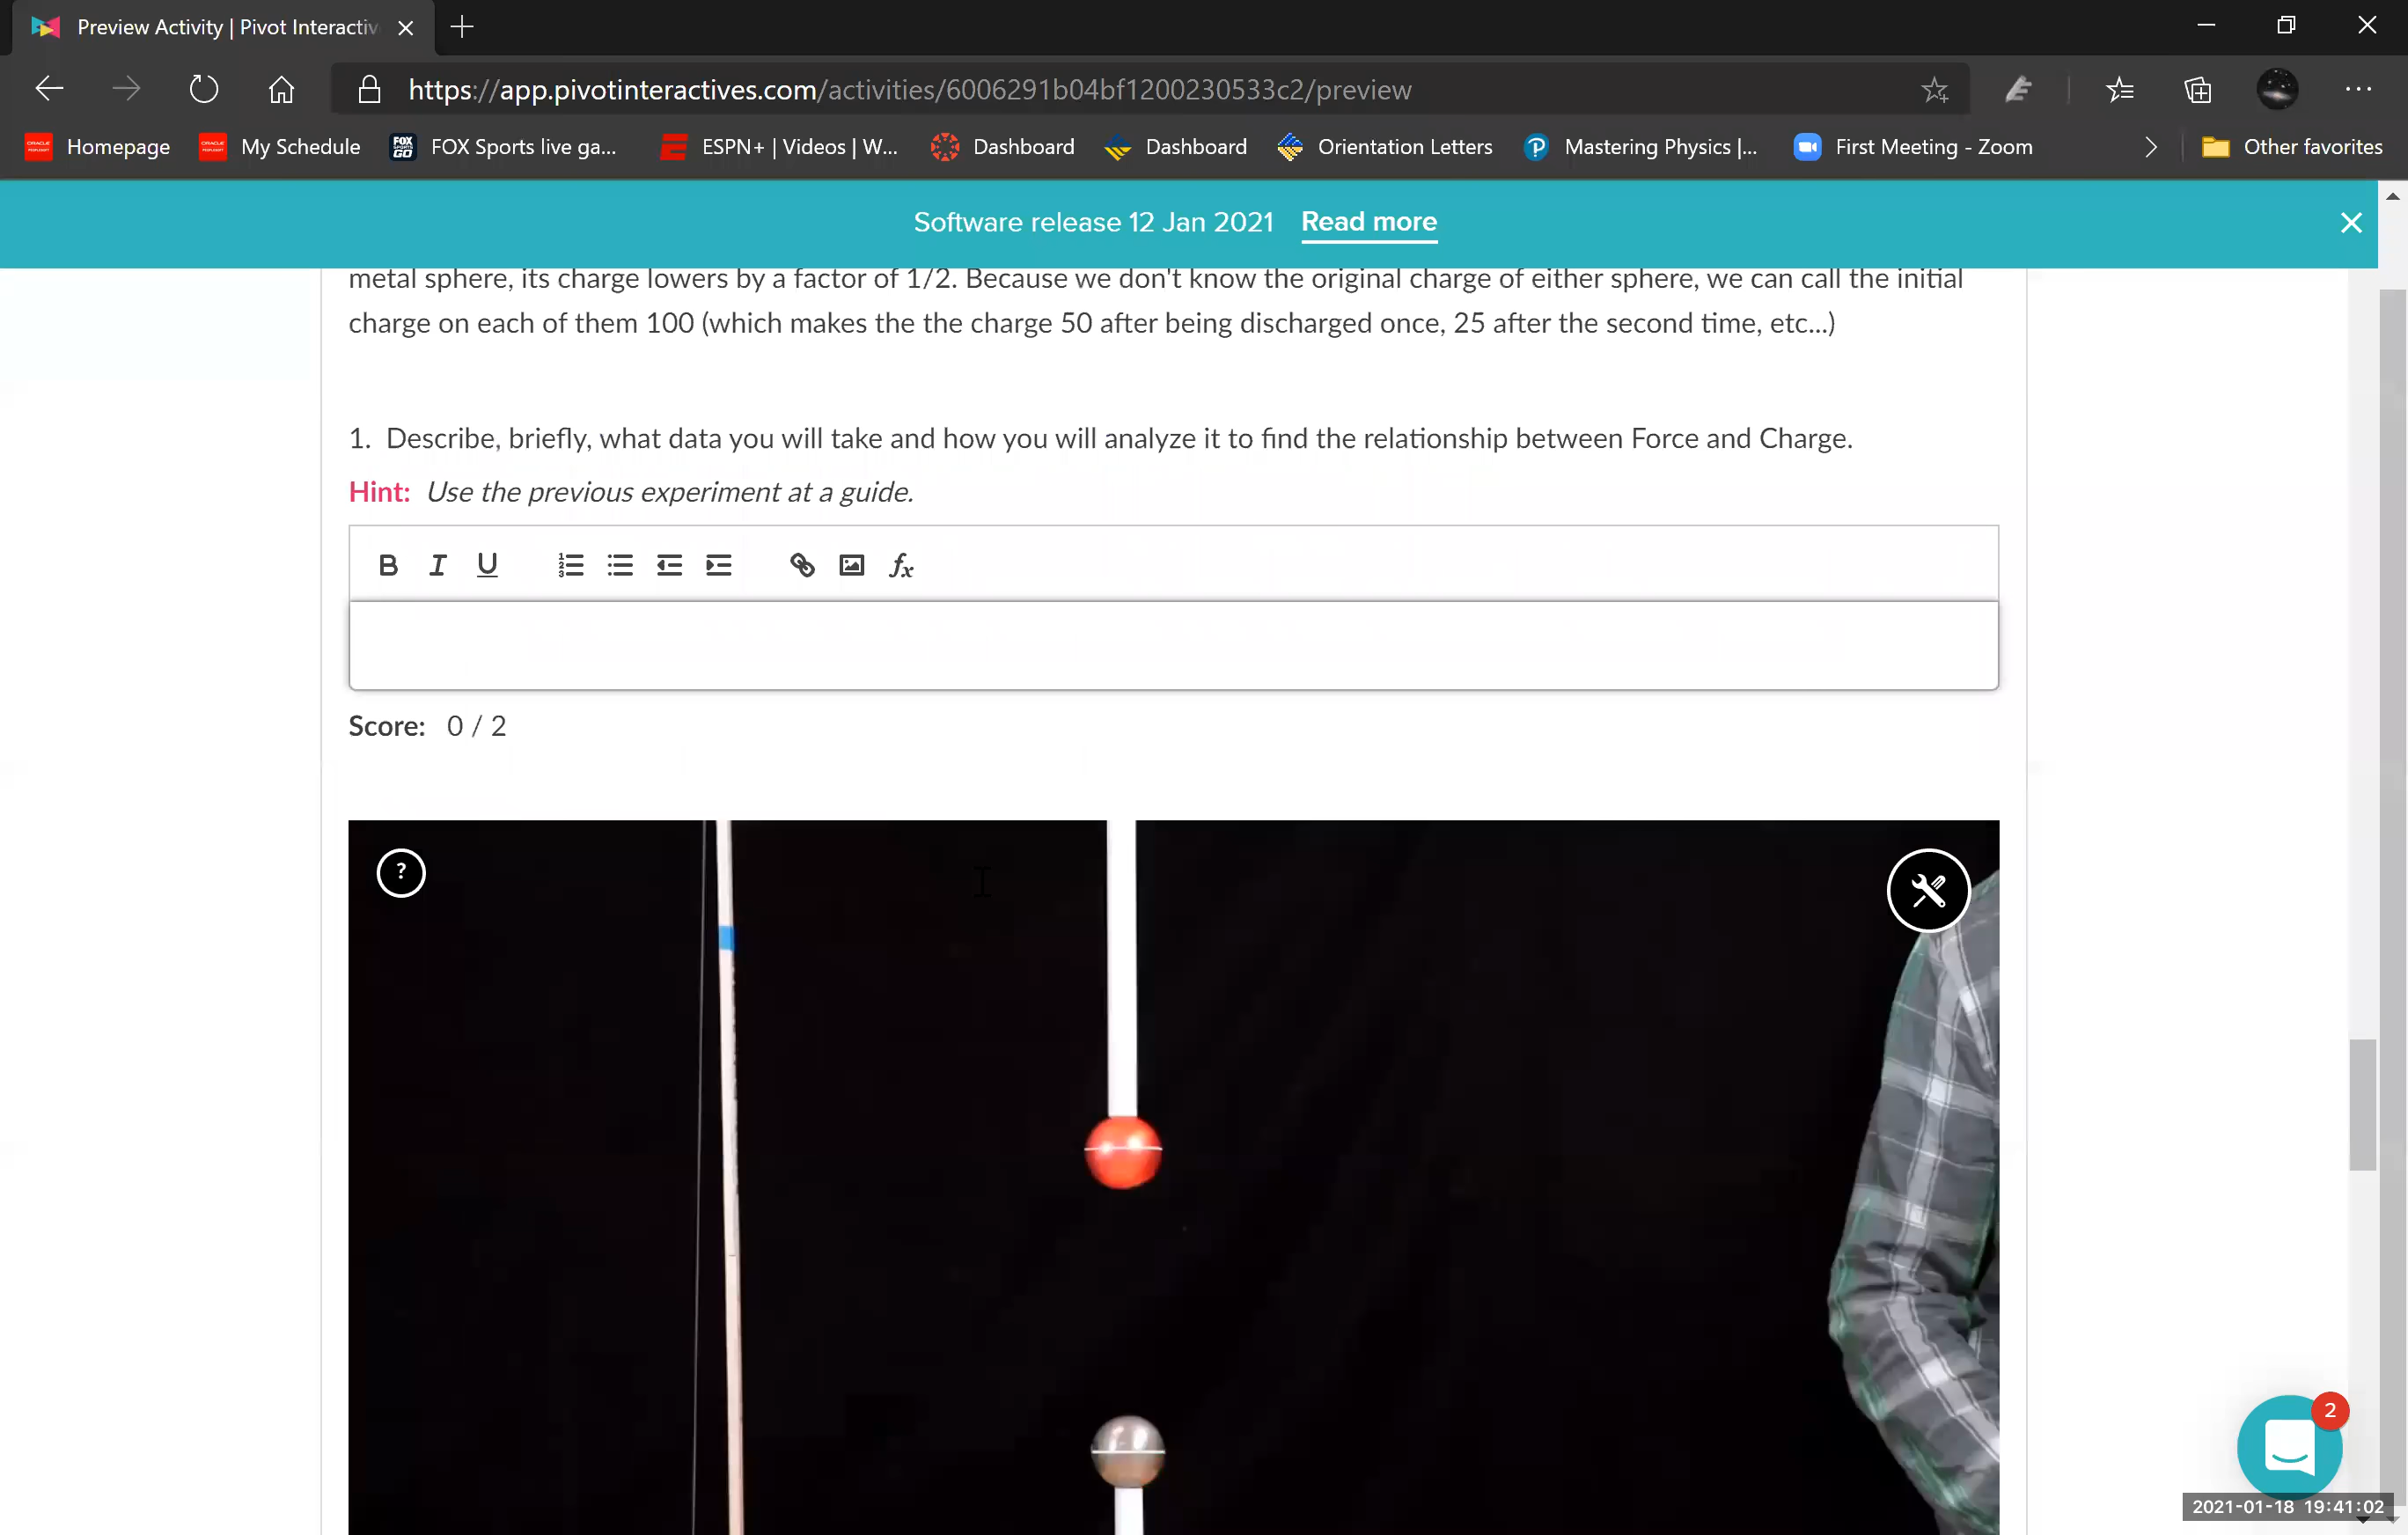 Preview Activity | Pivot Interactiv
https://app.pivotinteractives.com/activities/6006291b04bf1200230533c2/preview
Homepage My Schedule FOX Sports live ga... ESPN+ | Videos | W... Dashboard Dashboard Orientation Letters Mastering Physics |... First Meeting - Zoom Other favorites
Software release 12 Jan 2021 Read more
metal sphere, its charge lowers by a factor of 1/2. Because we don't know the original charge of either sphere, we can call the initial
charge on each of them 100 (which makes the the charge 50 after being discharged once, 25 after the second time, etc...)
1. Describe, briefly, what data you will take and how you will analyze it to find the relationship between Force and Charge.
Hint: Use the previous experiment at a guide.
B I U
Score: 0 / 2
?
2
2021-01-18 19:41:02